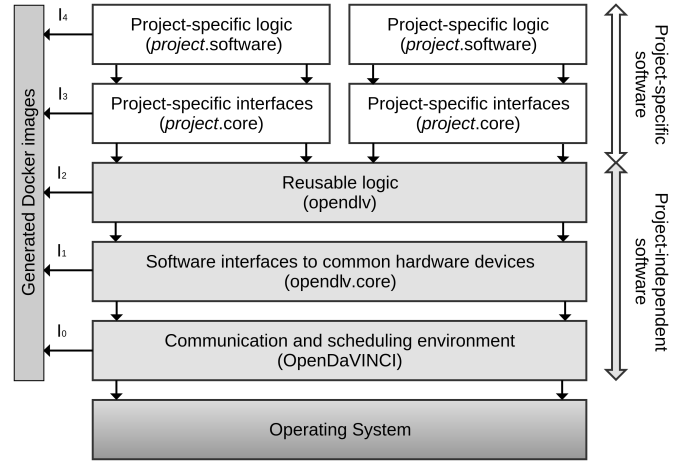 I4
Project-specific logic
(project.software)
Project-specific logic
(project.software)
I3
Project-specific interfaces
(project.core)
Project-specific interfaces
(project.core)
I2
Reusable logic
(opendlv)
I1
Software interfaces to common hardware devices
(opendlv.core)
I0
Communication and scheduling environment
(OpenDaVINCI)
Operating System
Generated Docker images
Project-specific
software
Project-independent
software